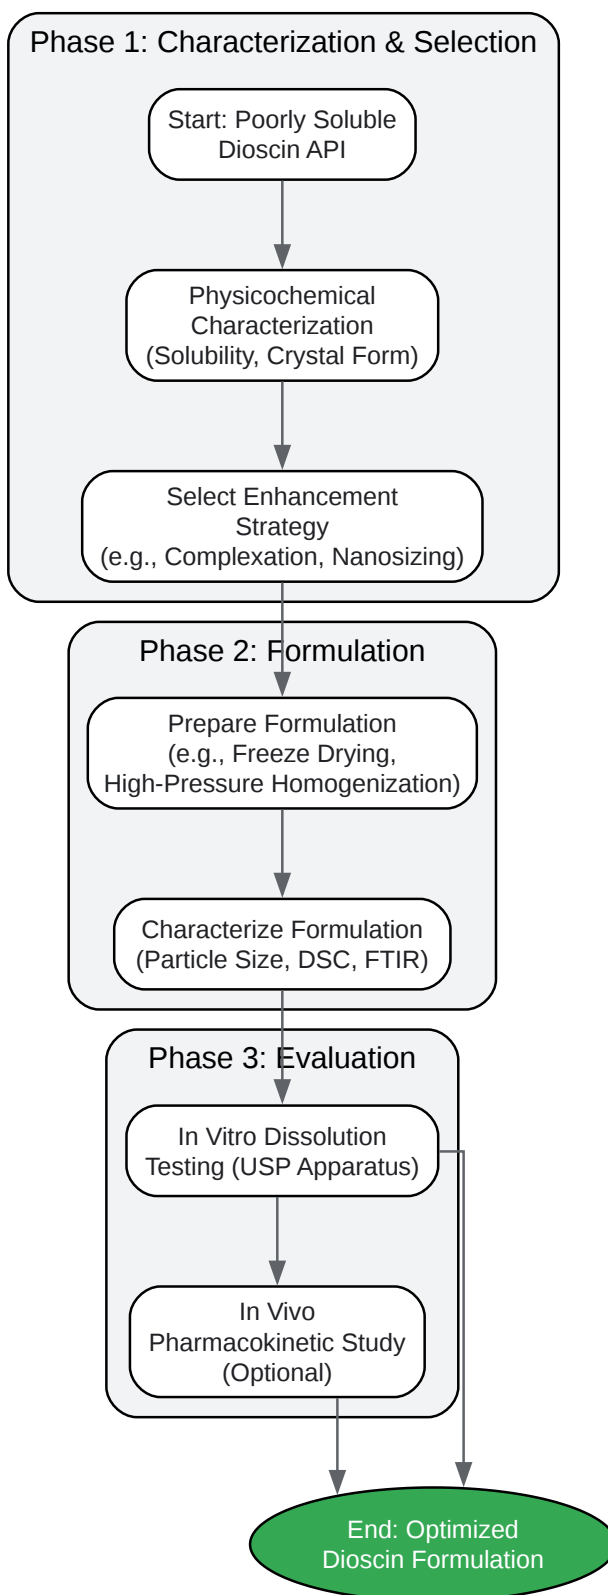 Phase 1: Characterization & Selection
Start: Poorly Soluble
Dioscin API
Physicochemical
Characterization
(Solubility, Crystal Form)
Select Enhancement
Strategy
(e.g., Complexation, Nanosizing)
Phase 2: Formulation
Prepare Formulation
(e.g., Freeze Drying,
High-Pressure Homogenization)
Characterize Formulation
(Particle Size, DSC, FTIR)
Phase 3: Evaluation
In Vitro Dissolution
Testing (USP Apparatus)
In Vivo
Pharmacokinetic Study
(Optional)
End: Optimized
Dioscin Formulation